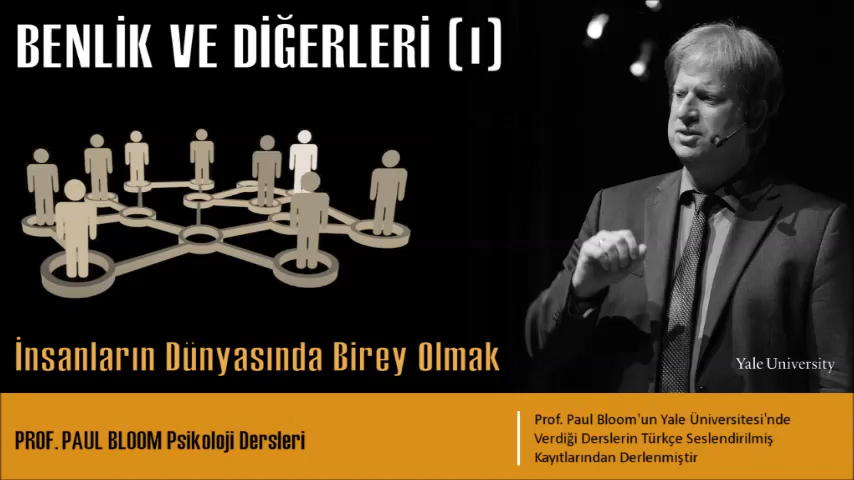 BENLİK VE DİĞERLERİ (I)
İnsanların Dünyasında Birey Olmak
Yale University
PROF. PAUL BLOOM Psikoloji Dersleri
Prof. Paul Bloom'un Yale Üniversitesi'nde
Verdiği Derslerin Türkçe Seslendirilmiş
Kayıtlarından Derlenmiştir